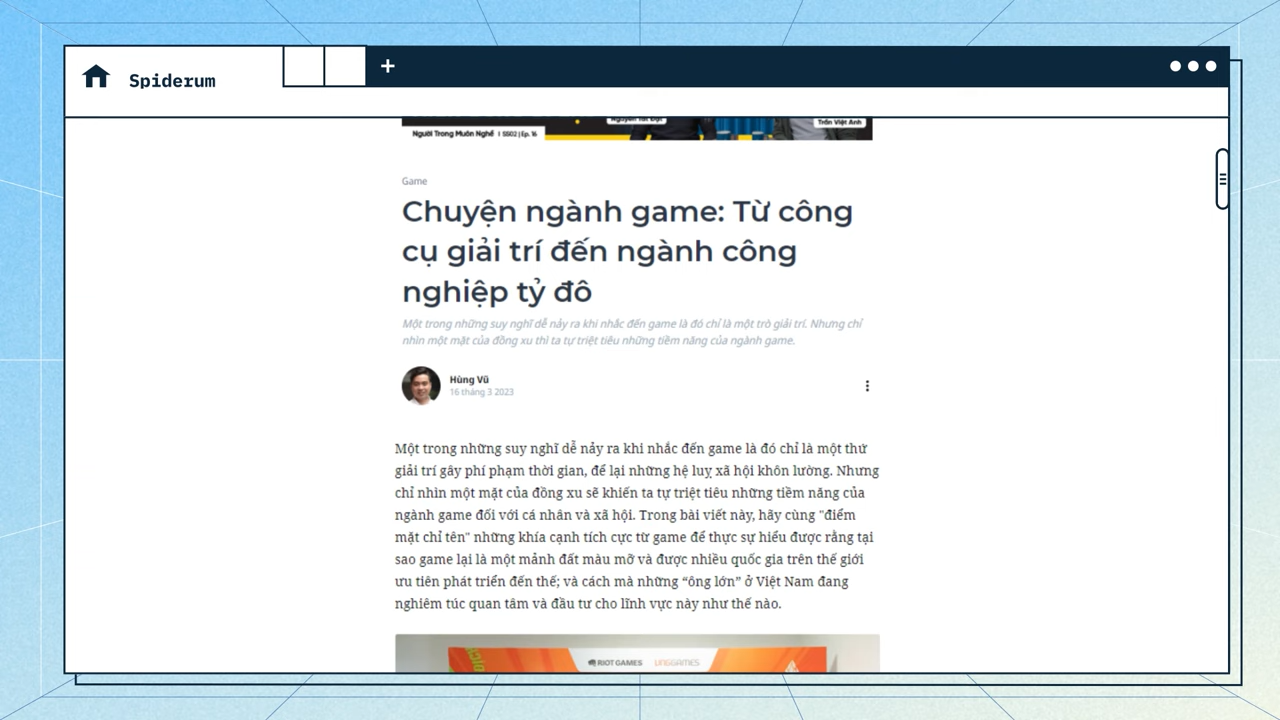 Spiderum
Nguyễn Tất Đạt
Trần Việt Anh
Người Trong Muôn Nghề | SS02 | Ep. 16
Game
Chuyện ngành game: Từ công
cụ giải trí đến ngành công
nghiệp tỷ đô
Một trong những suy nghĩ dễ nảy ra khi nhắc đến game là đó chỉ là một trò giải trí. Nhưng chỉ
nhìn một mặt của đồng xu thì ta tự triệt tiêu những tiềm năng của ngành game.
Hùng Vũ
16 tháng 3 2023
Một trong những suy nghĩ dễ nảy ra khi nhắc đến game là đó chỉ là một thứ
giải trí gây phí phạm thời gian, để lại những hệ luỵ xã hội khôn lường. Nhưng
chỉ nhìn một mặt của đồng xu sẽ khiến ta tự triệt tiêu những tiềm năng của
ngành game đối với cá nhân và xã hội. Trong bài viết này, hãy cùng "điểm
mặt chỉ tên" những khía cạnh tích cực từ game để thực sự hiểu được rằng tại
sao game lại là một mảnh đất màu mỡ và được nhiều quốc gia trên thế giới
ưu tiên phát triển đến thế; và cách mà những “ông lớn” ở Việt Nam đang
nghiêm túc quan tâm và đầu tư cho lĩnh vực này như thế nào.
RIOT GAMES